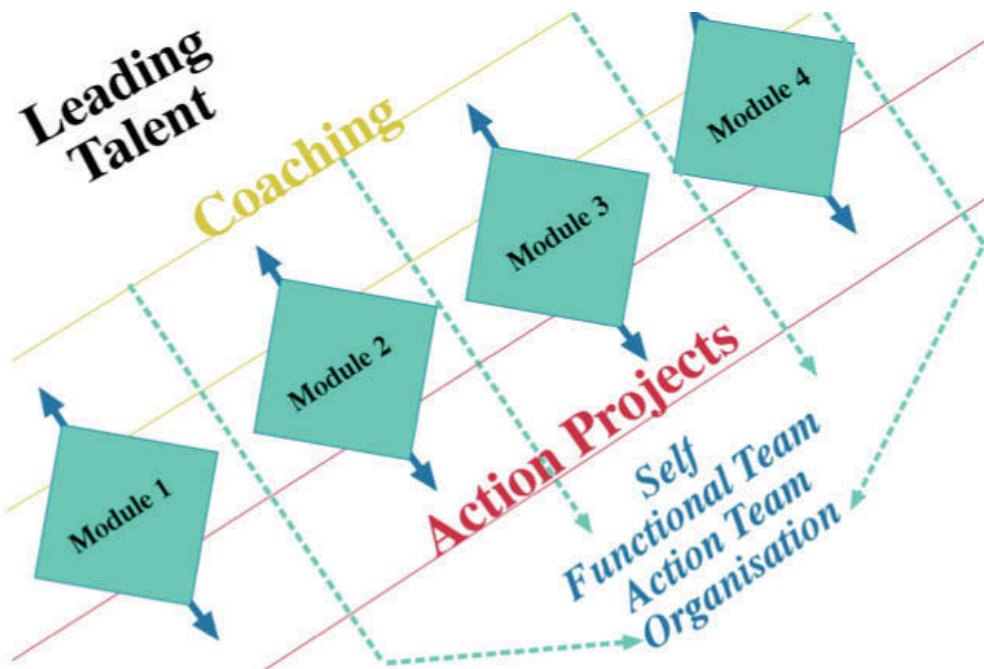 Leading
Talent
Coaching
Module 1
Module 2
Module 3
Module 4
Action Projects
Self
Functional Team
Action Team
Organisation